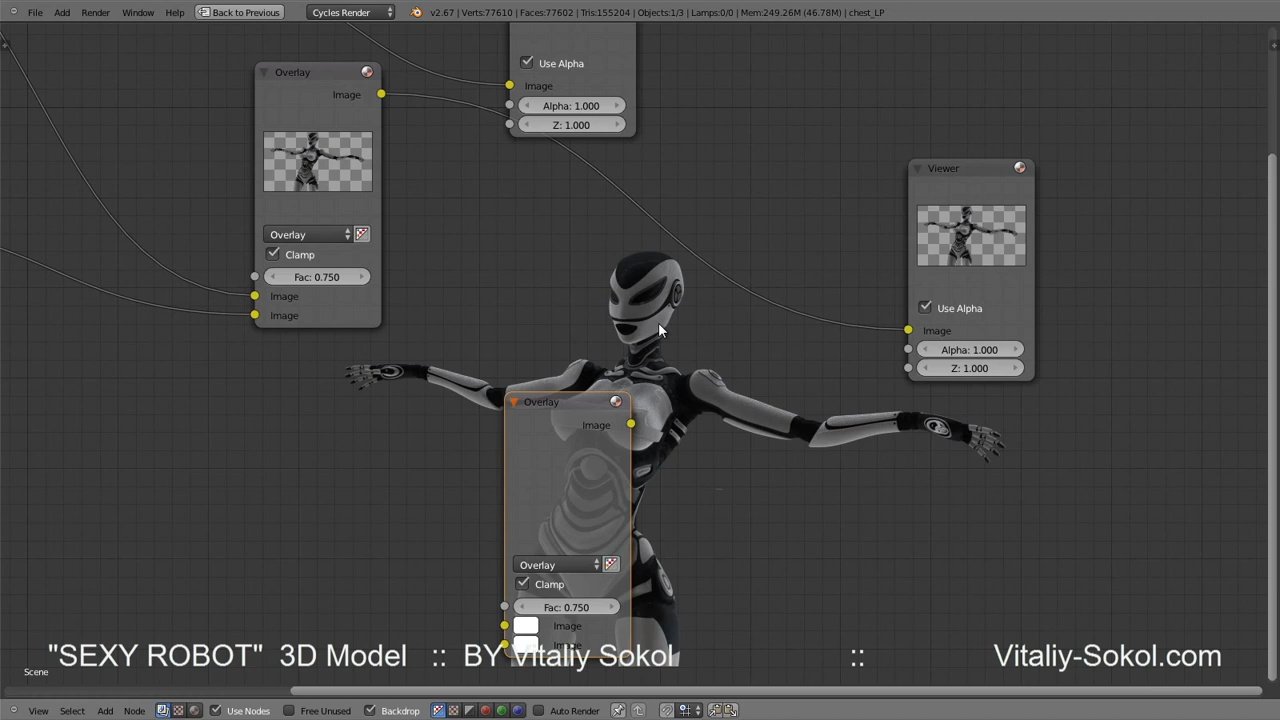 File Add Render Window Help Back to Previous Cycles Render v2.67 | Verts:77610 | Faces:77602 | Tris:155204 | Objects:1/3 | Lamps:0/0 | Mem:249.26M (46.78M) | chest_LP
Use Alpha
Image
Alpha: 1.000
Z: 1.000
Overlay
Image
Overlay
Clamp
Fac: 0.750
Image
Image
Viewer
Use Alpha
Image
Alpha: 1.000
Z: 1.000
Overlay
Image
Overlay
Clamp
Fac: 0.750
Image
Image
"SEXY ROBOT" 3D Model :: BY Vitaliy Sokol :: Vitaliy-Sokol.com
Scene
View Select Add Node Use Nodes Free Unused Backdrop Auto Render